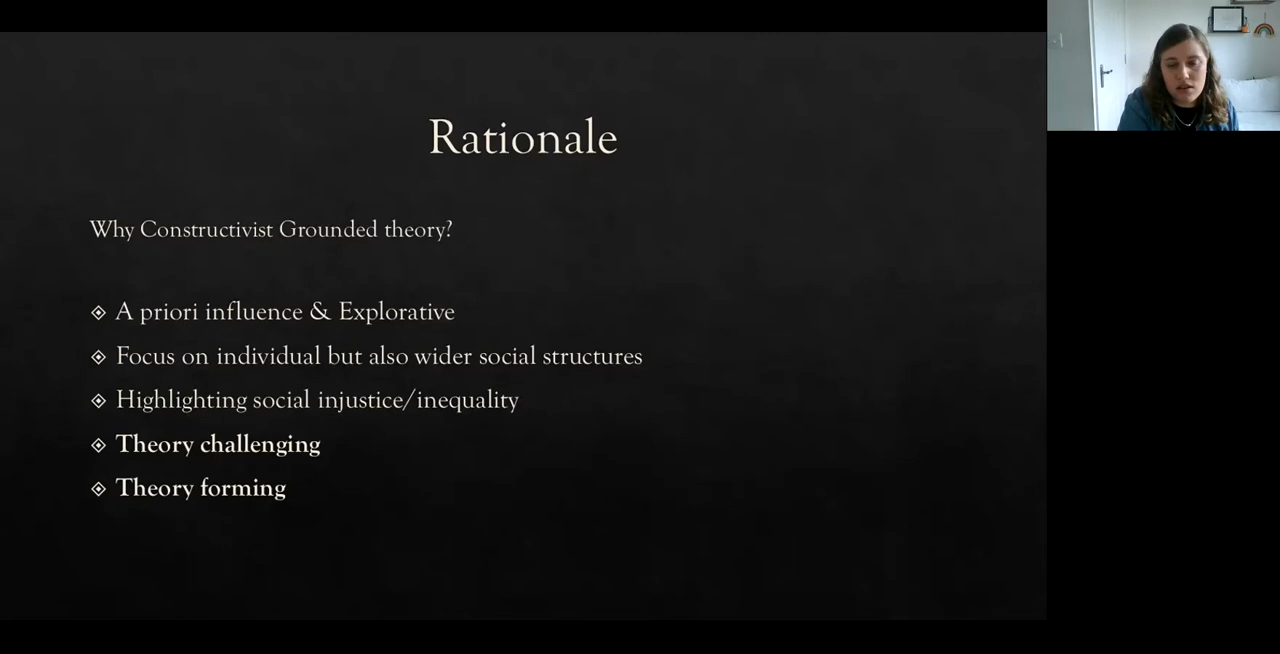 Rationale
Why Constructivist Grounded theory?
A priori influence & Explorative
Focus on individual but also wider social structures
Highlighting social injustice/inequality
Theory challenging
Theory forming